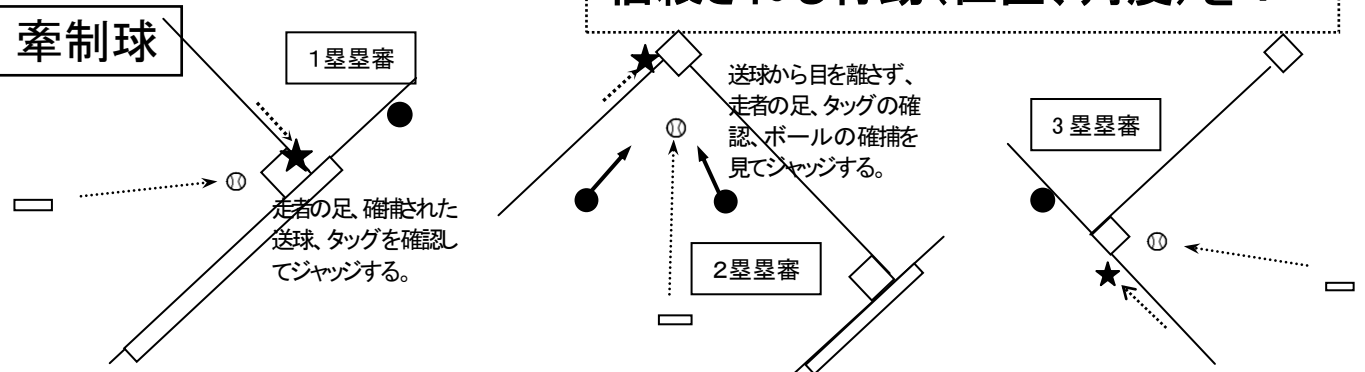 牽制球
１塁塁審
走者の足、確捕された
送球、タッグを確認し
てジャッジする。
送球から目を離さず、
走者の足、タッグの確
認、ボールの確捕を
見てジャッジする。
２塁塁審
３塁塁審